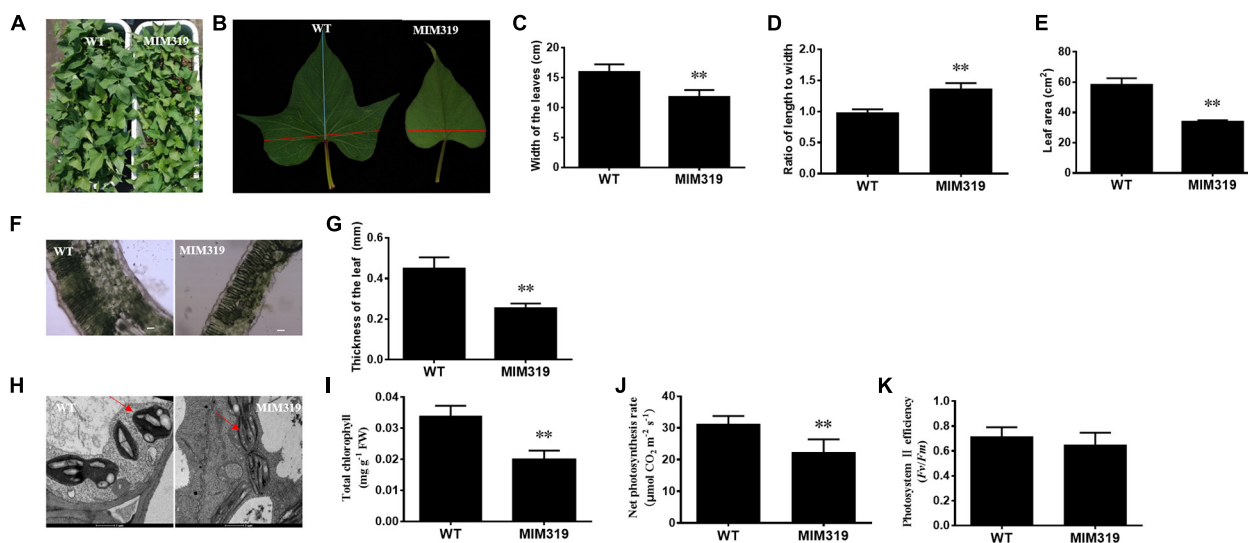 A
WT
MIM319
B
WT
MIM319
C
Width of the leaves (cm)
20
15
10
5
0
**
WT
MIM319
D
Ratio of length to width
2.0
1.5
1.0
0.5
0.0
**
WT
MIM319
E
Leaf area (cm²)
80
60
40
20
0
**
WT
MIM319
F
WT
MIM319
G
Thickness of the leaf (mm)
0.6
0.4
0.2
0.0
**
WT
MIM319
H
WT
MIM319
I
Total chlorophyll
(mg g⁻¹ FW)
0.04
0.03
0.02
0.01
0.00
**
WT
MIM319
J
Net photosynthesis rate
(μmol CO₂ m⁻² s⁻¹)
40
30
20
10
0
**
WT
MIM319
K
Photosystem Ⅱ efficiency
(Fv/Fm)
1.0
0.8
0.6
0.4
0.2
0.0
WT
MIM319